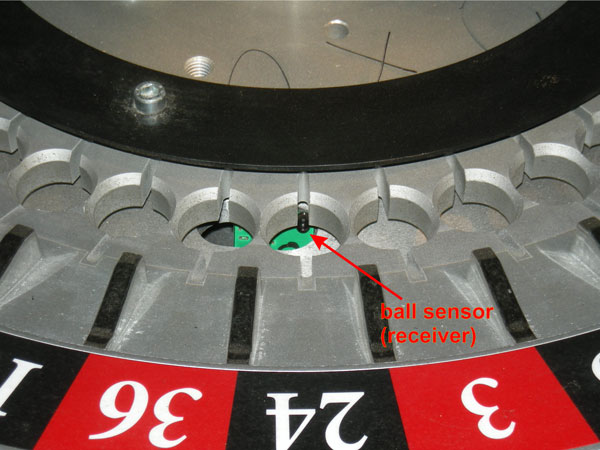 ball sensor
(receiver)
36
24
3